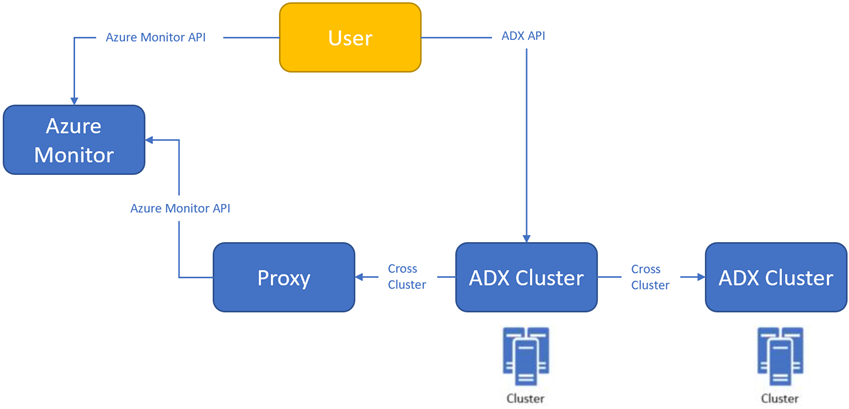 User
Azure Monitor API
ADX API
Azure
Monitor
Azure Monitor API
Proxy
Cross
Cluster
ADX Cluster
Cross
Cluster
ADX Cluster
Cluster
Cluster